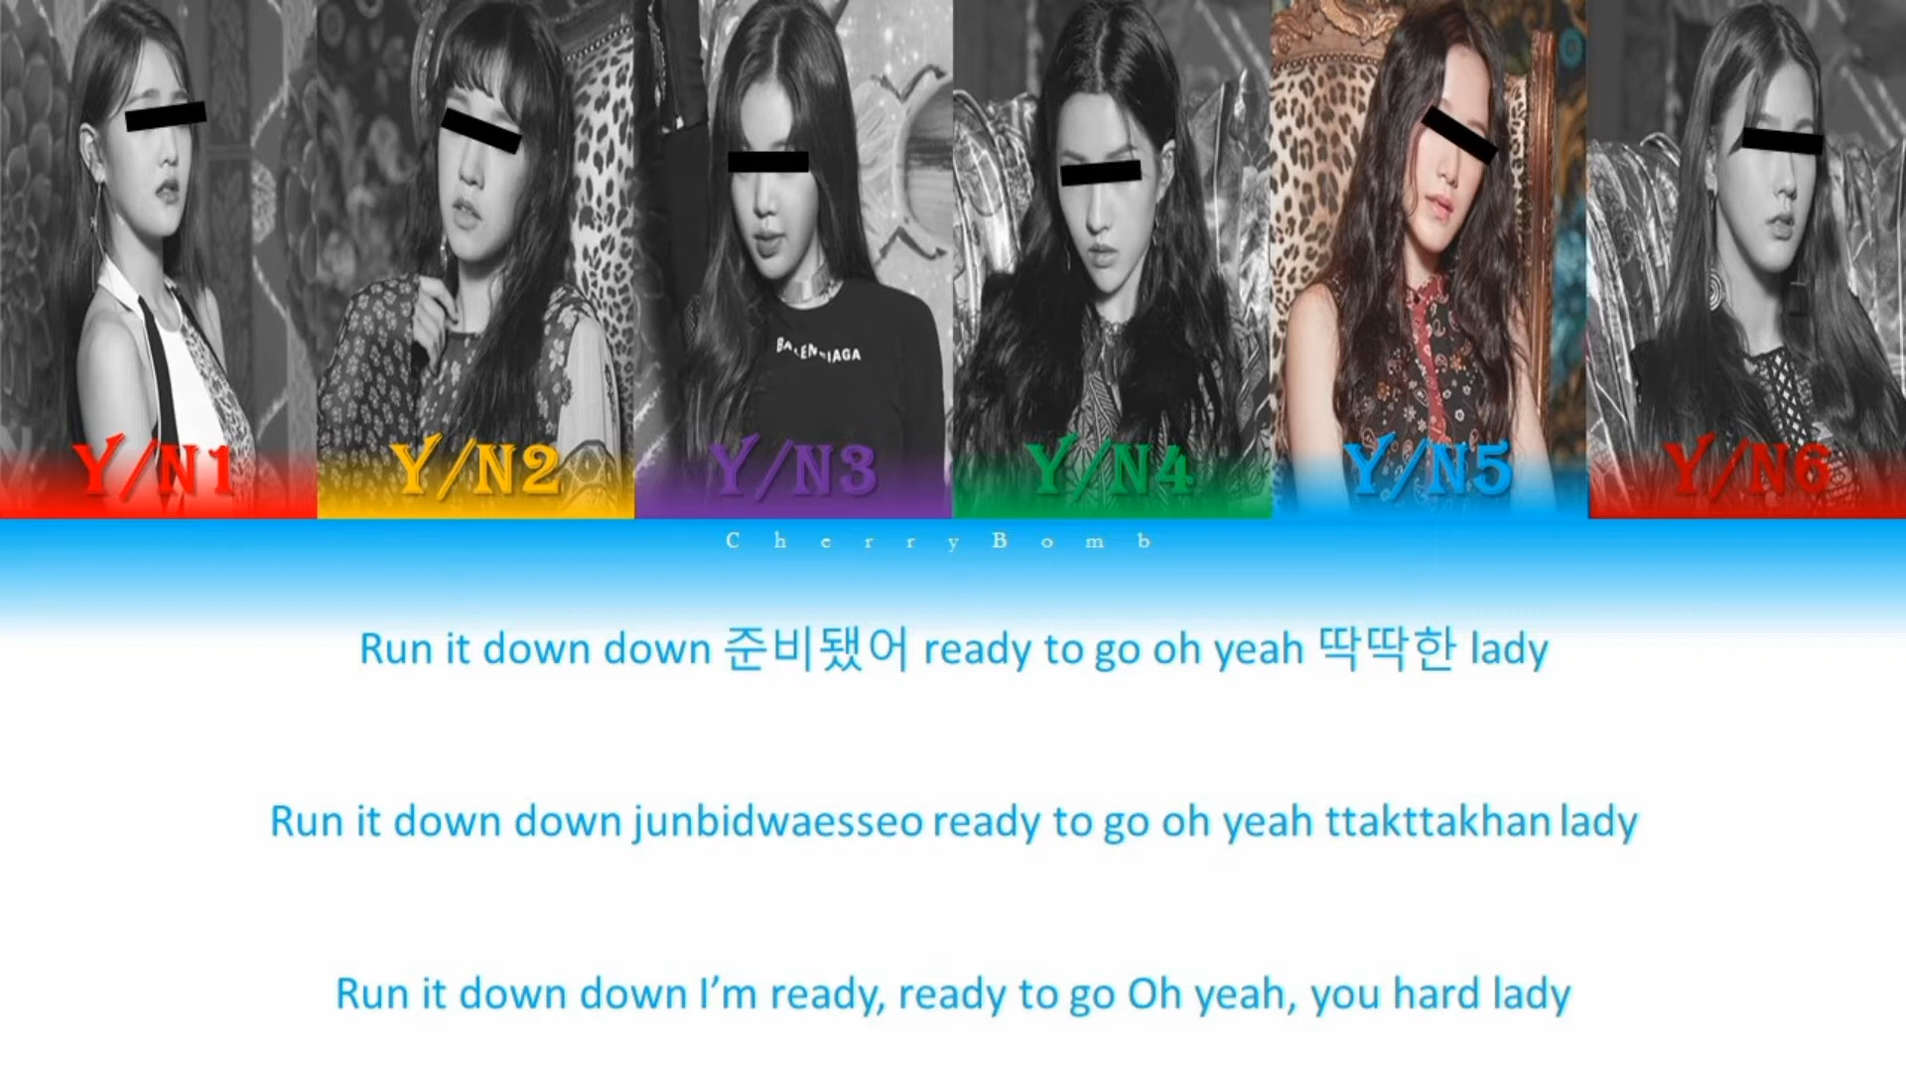 BALENCIAGA
Y/N1
Y/N2
Y/N3
Y/N4
Y/N5
Y/N6
CherryBomb
Run it down down 준비됐어 ready to go oh yeah 딱딱한 lady
Run it down down junbidwaesseo ready to go oh yeah ttakttakhan lady
Run it down down I’m ready, ready to go Oh yeah, you hard lady